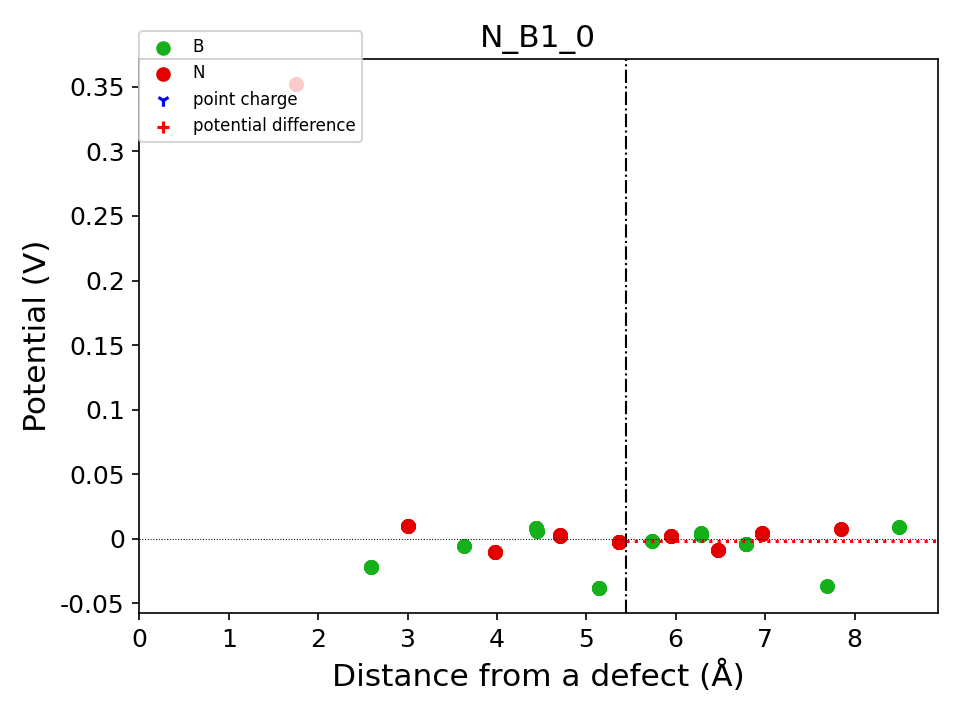 N_B1_0
B
N
point charge
potential difference
Potential (V)
0.35
0.3
0.25
0.2
0.15
0.1
0.05
0
-0.05
0 1 2 3 4 5 6 7 8
Distance from a defect (Å)